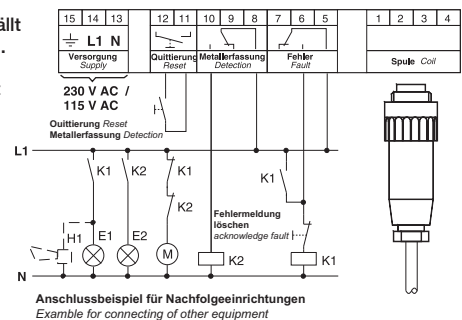 ällt
.
15 14 13 12 11 10 9 8 7 6 5 1 2 3 4
L1 N
Versorgung
Supply
Quittierung
Reset
Metallerfassung
Detection
Fehler
Fault
Spule Coil
230 V AC /
115 V AC
Quittierung Reset
Metallerfassung Detection
L1
K1 K2 K1 K1
K2
Fehlermeldung
löschen
acknowledge fault
H1 E1 E2
M K2 K1
N
Anschlussbeispiel für Nachfolgeeinrichtungen
Examble for connecting of other equipment